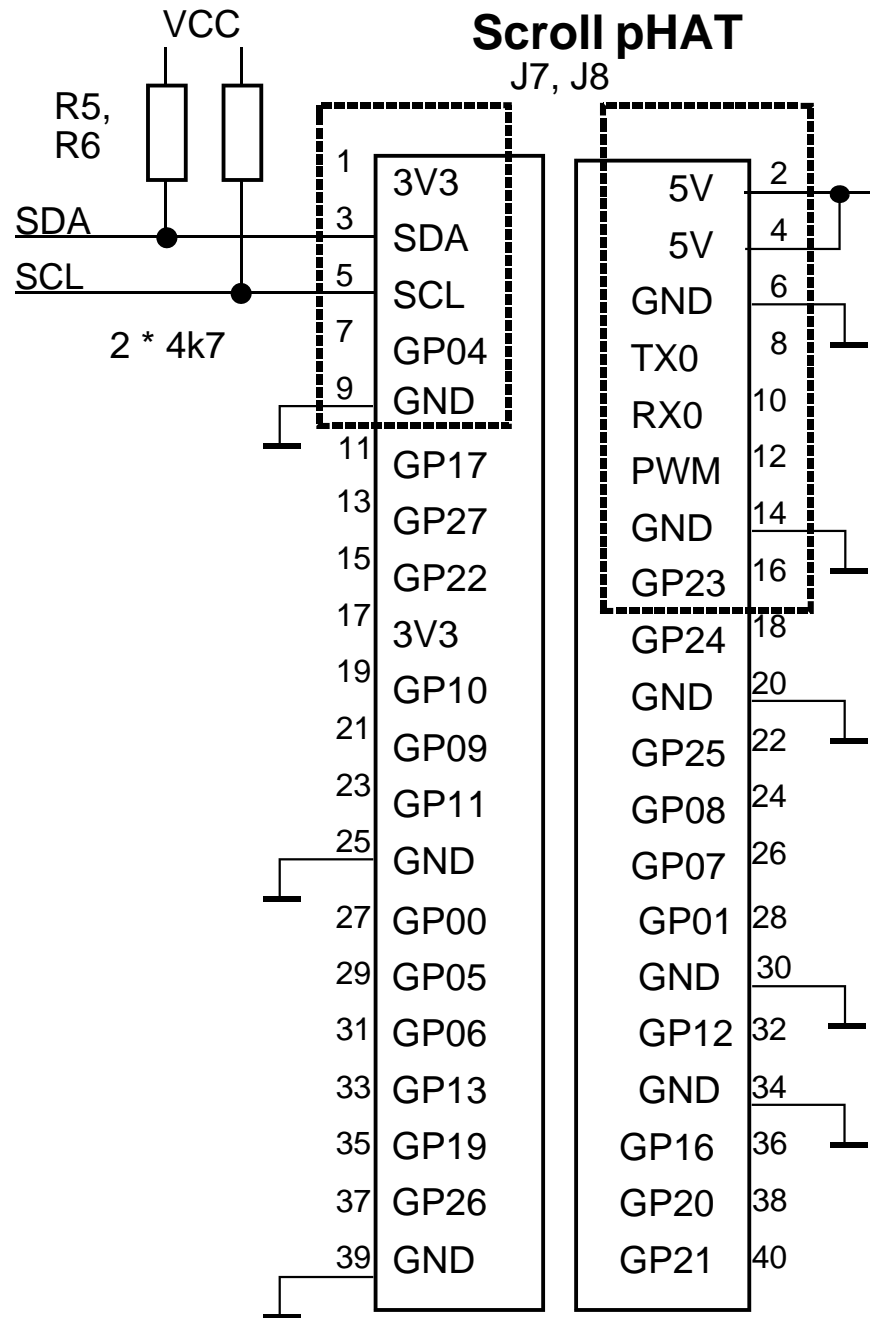 VCC
Scroll pHAT
J7, J8
R5,
R6
1 3V3 5V 2
SDA 3 SDA 5V 4
SCL 5 SCL GND 6
2 * 4k7 7 GP04 TX0 8
9 GND RX0 10
11 GP17 PWM 12
13 GP27 GND 14
15 GP22 GP23 16
17 3V3 GP24 18
19 GP10 GND 20
21 GP09 GP25 22
23 GP11 GP08 24
25 GND GP07 26
27 GP00 GP01 28
29 GP05 GND 30
31 GP06 GP12 32
33 GP13 GND 34
35 GP19 GP16 36
37 GP26 GP20 38
39 GND GP21 40